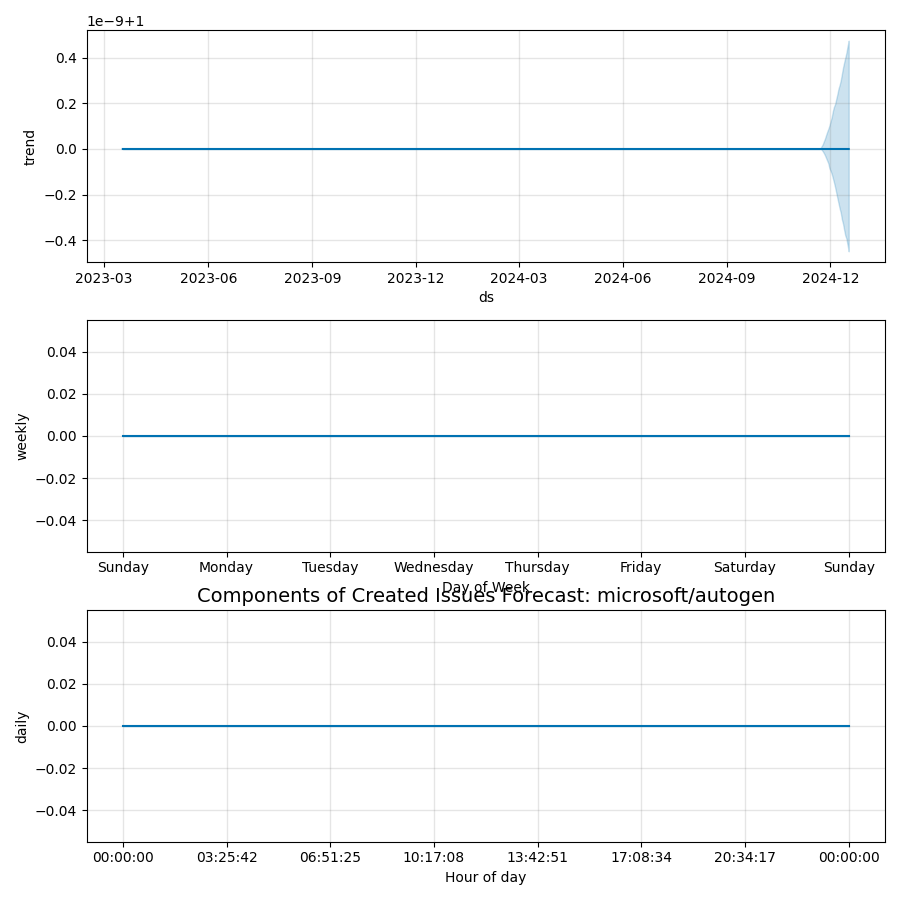 1e−9+1
0.4
0.2
0.0
−0.2
−0.4
trend
2023-03 2023-06 2023-09 2023-12 2024-03 2024-06 2024-09 2024-12
ds
0.04
0.02
0.00
−0.02
−0.04
weekly
Sunday Monday Tuesday Wednesday Thursday Friday Saturday Sunday
Day of Week
Components of Created Issues Forecast: microsoft/autogen
0.04
0.02
0.00
−0.02
−0.04
daily
00:00:00 03:25:42 06:51:25 10:17:08 13:42:51 17:08:34 20:34:17 00:00:00
Hour of day